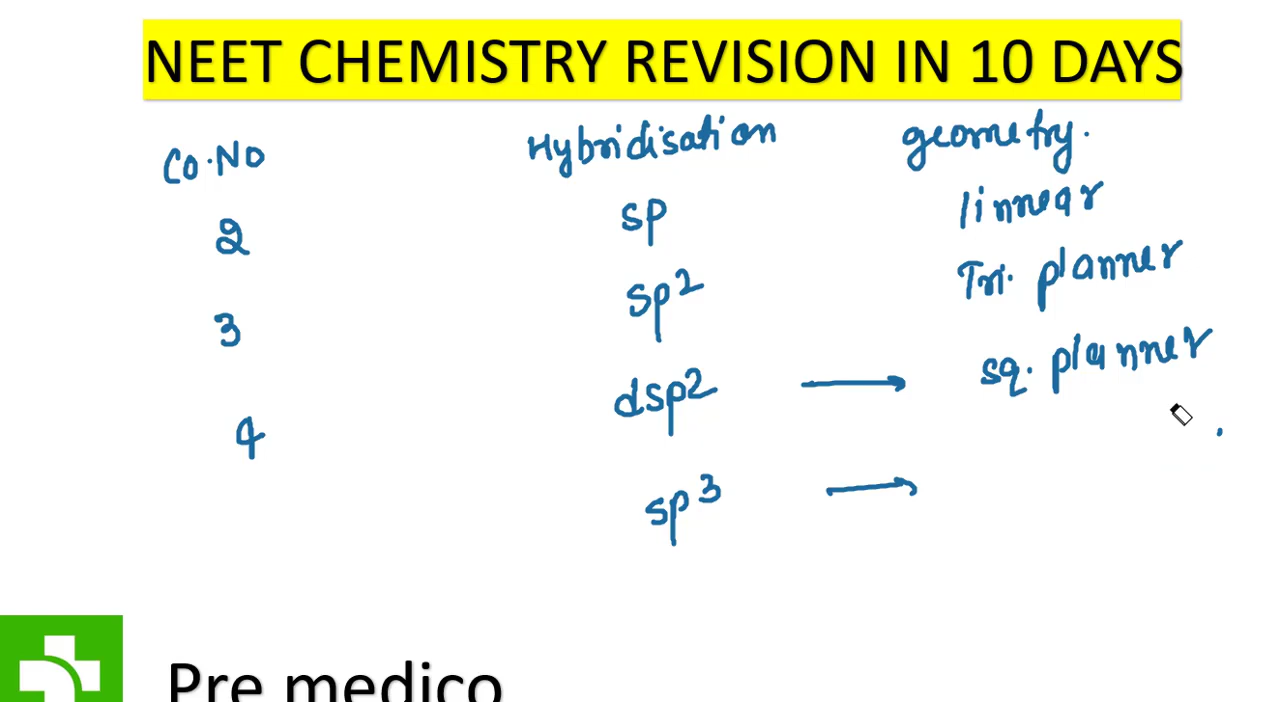 NEET CHEMISTRY REVISION IN 10 DAYS
Co.No Hybridisation geometry.
2 sp linnear
3 sp2 Tri. planner
4 dsp2 → sq. planner
sp3 →
Pre medico